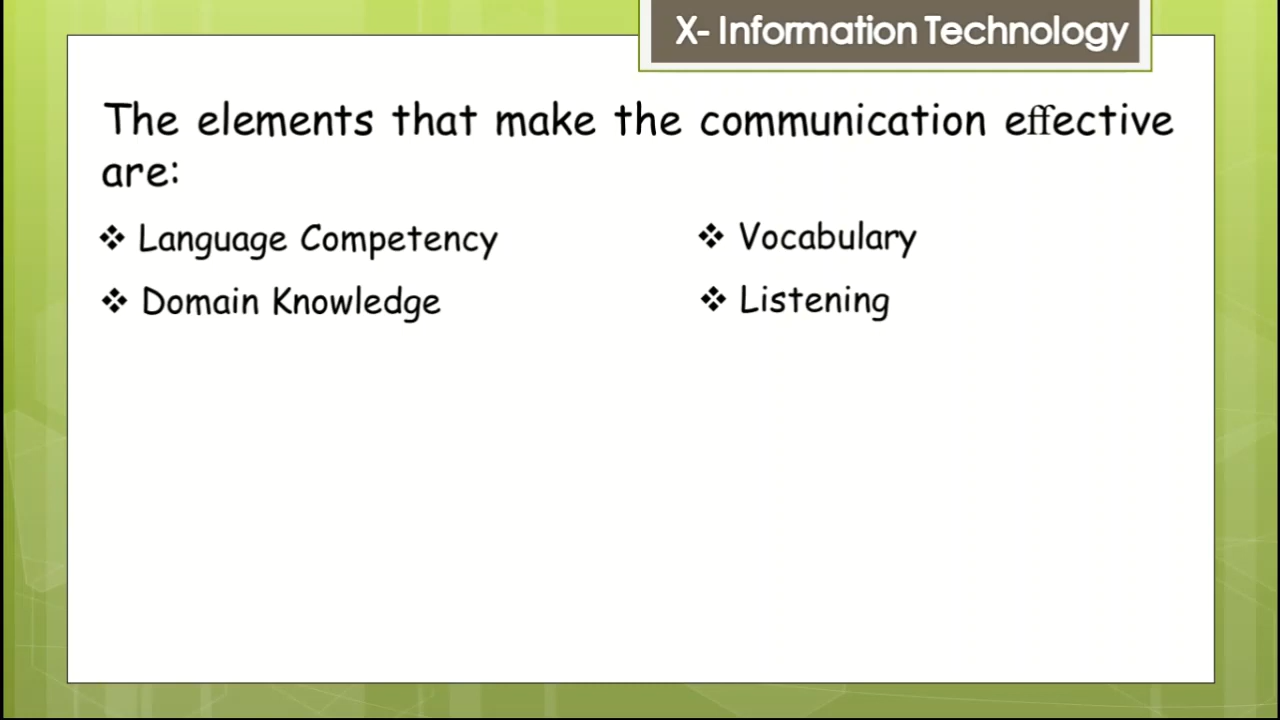 X- Information Technology
The elements that make the communication effective
are:
❖ Language Competency
❖ Vocabulary
❖ Domain Knowledge
❖ Listening